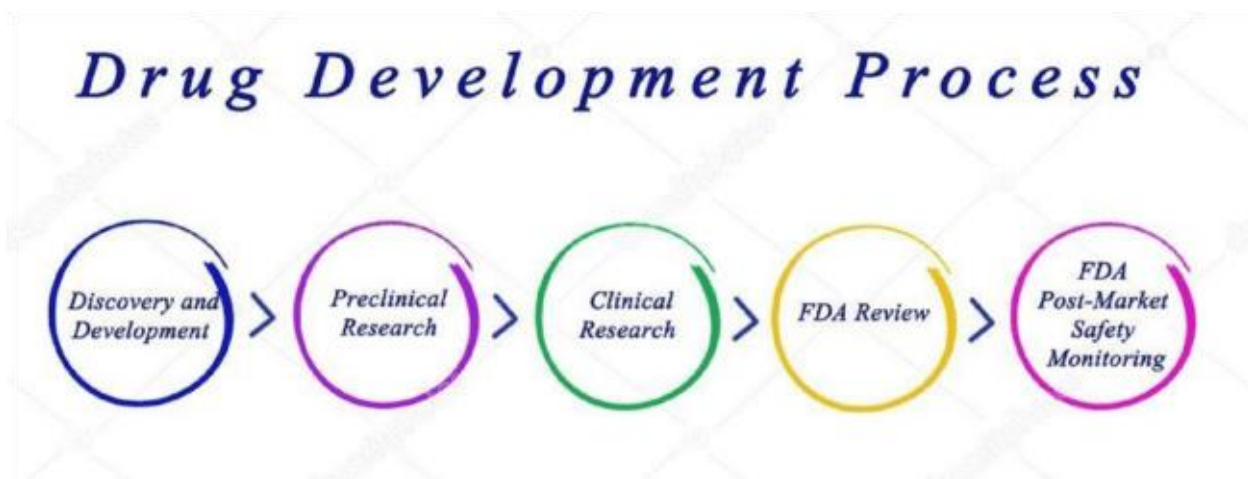 Drug Development Process
Discovery and
Development
Preclinical
Research
Clinical
Research
FDA Review
FDA
Post-Market
Safety
Monitoring